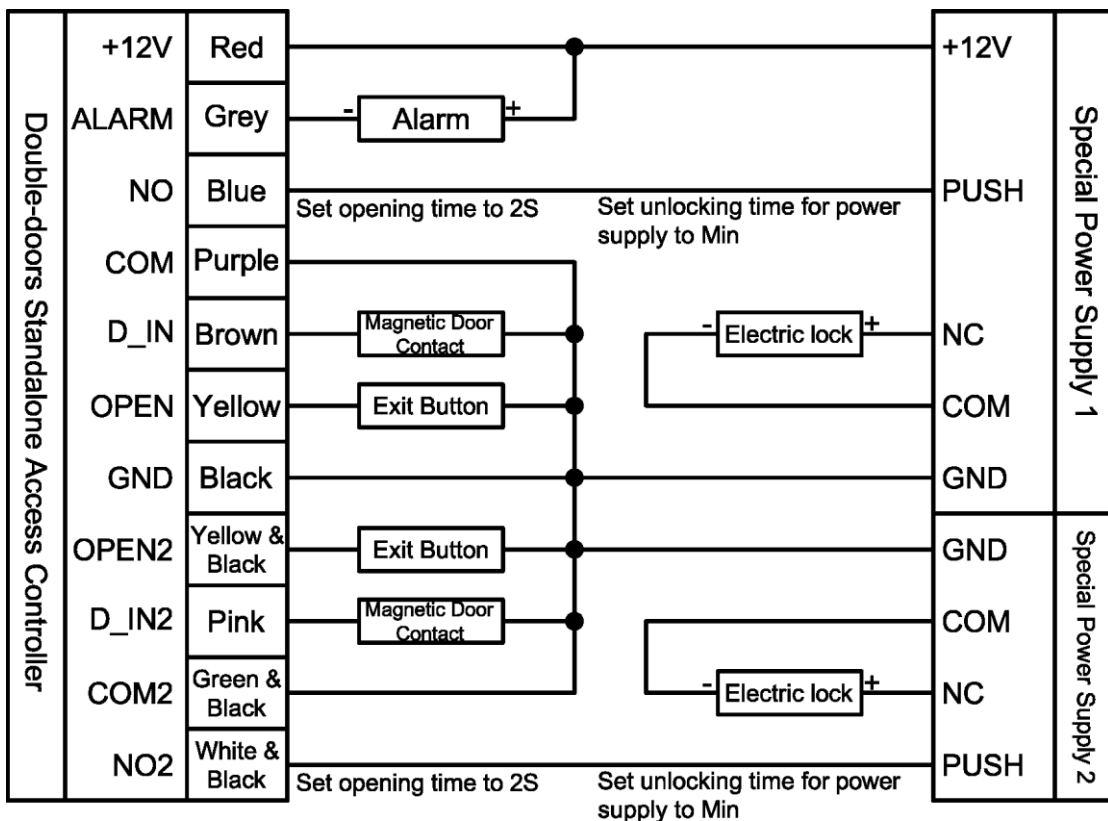 Double-doors Standalone Access Controller
+12V Red +12V
ALARM Grey - Alarm +
NO Blue PUSH
Set opening time to 2S Set unlocking time for power
supply to Min
COM Purple
D_IN Brown Magnetic Door
Contact - Electric lock + NC
OPEN Yellow Exit Button COM
GND Black GND
Special Power Supply 1
OPEN2 Yellow &
Black Exit Button GND
D_IN2 Pink Magnetic Door
Contact COM
COM2 Green &
Black - Electric lock + NC
NO2 White &
Black PUSH
Set opening time to 2S Set unlocking time for power
supply to Min
Special Power Supply 2